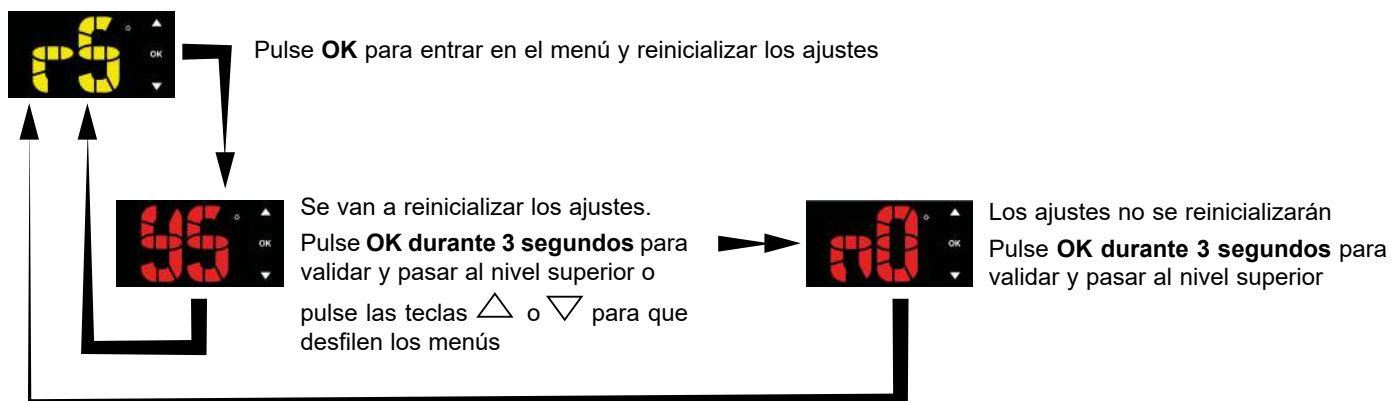 rS
OK
Pulse OK para entrar en el menú y reinicializar los ajustes
yS
OK
Se van a reinicializar los ajustes.
Pulse OK durante 3 segundos para
validar y pasar al nivel superior o
pulse las teclas △ o ▽ para que
desfilen los menús
nO
OK
Los ajustes no se reinicializarán
Pulse OK durante 3 segundos para
validar y pasar al nivel superior